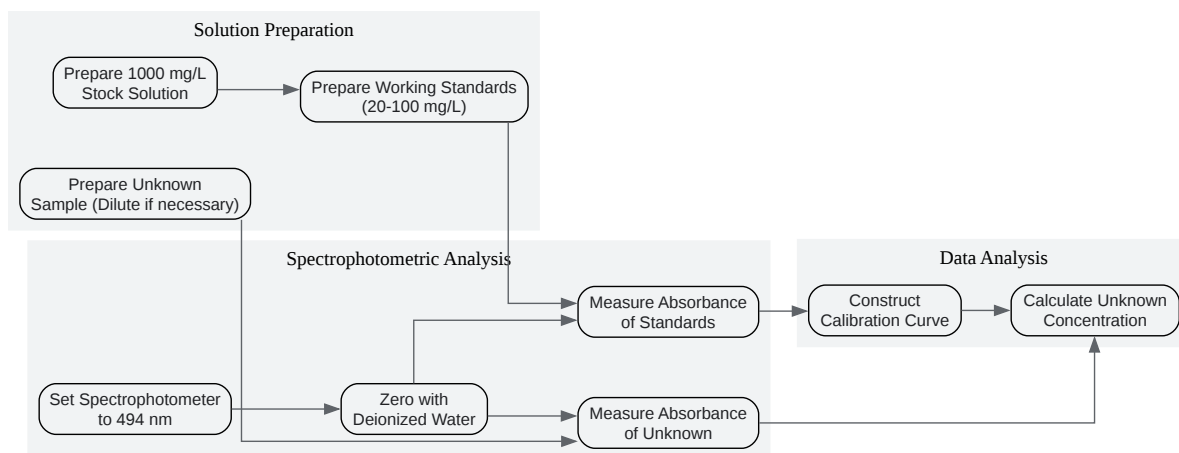 Solution Preparation
Prepare 1000 mg/L
Stock Solution
Prepare Working Standards
(20-100 mg/L)
Prepare Unknown
Sample (Dilute if necessary)
Spectrophotometric Analysis
Set Spectrophotometer
to 494 nm
Zero with
Deionized Water
Measure Absorbance
of Standards
Measure Absorbance
of Unknown
Data Analysis
Construct
Calibration Curve
Calculate Unknown
Concentration